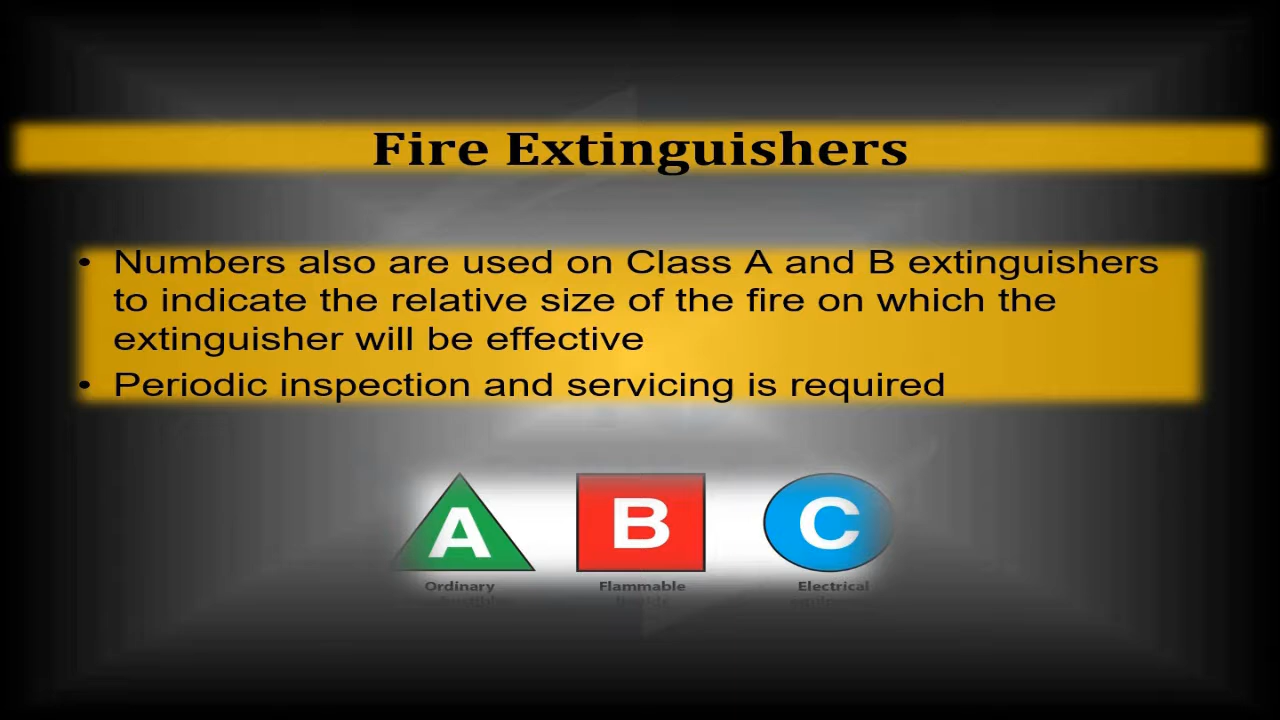 Fire Extinguishers
• Numbers also are used on Class A and B extinguishers
to indicate the relative size of the fire on which the
extinguisher will be effective
• Periodic inspection and servicing is required
A B C
Ordinary Flammable Electrical